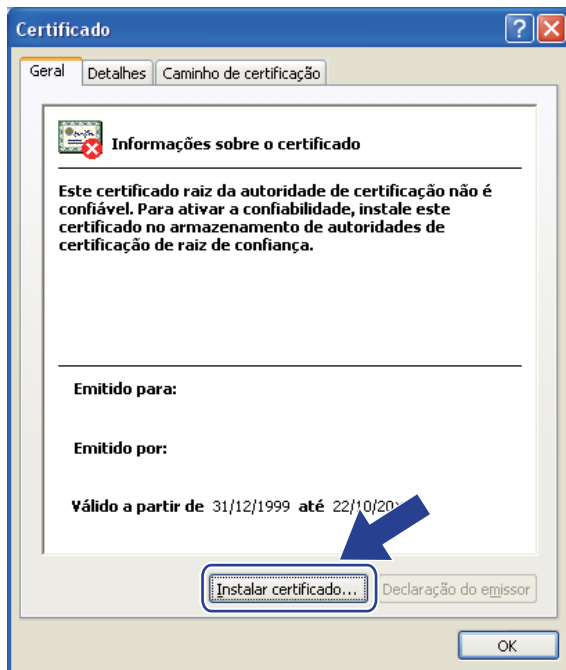 Certificado
Geral Detalhes Caminho de certificação
Informações sobre o certificado
Este certificado raiz da autoridade de certificação não é
confiável. Para ativar a confiabilidade, instale este
certificado no armazenamento de autoridades de
certificação de raiz de confiança.
Emitido para:
Emitido por:
Válido a partir de 31/12/1999 até
Instalar certificado... Declaração do emissor
OK